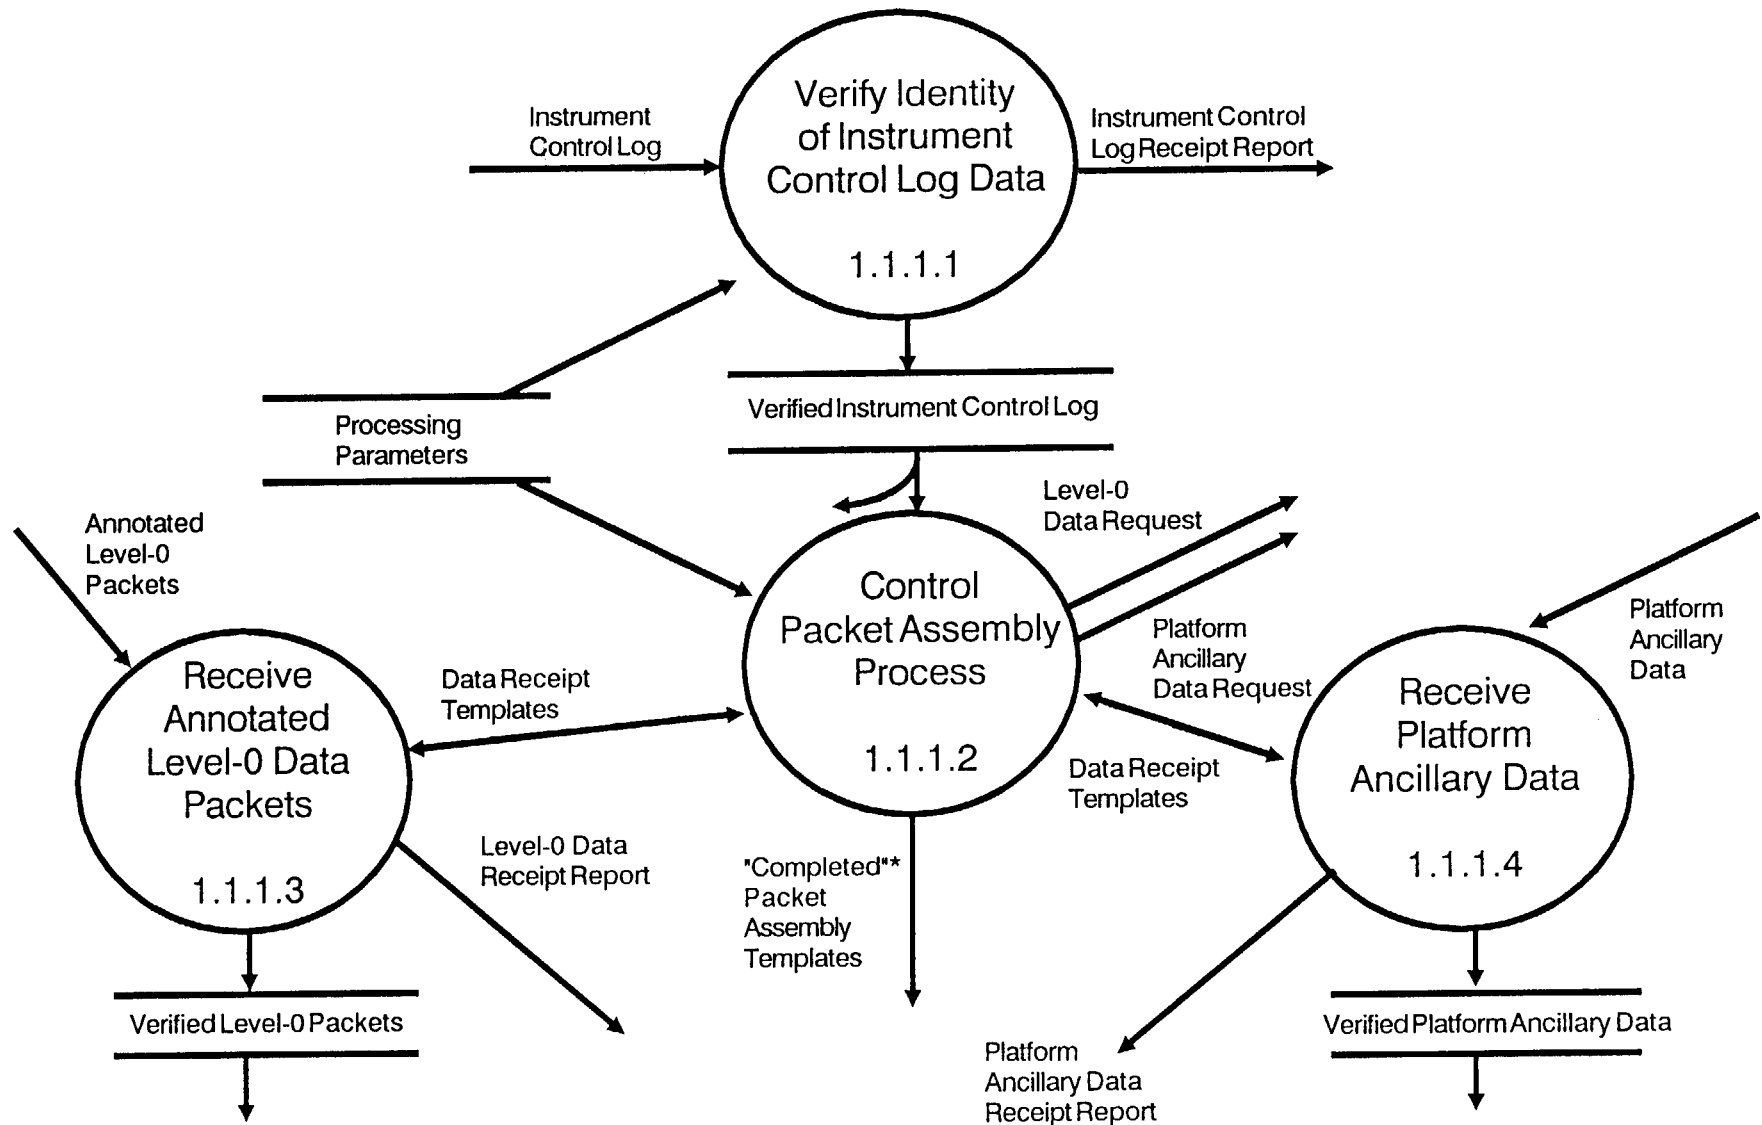 Verify Identity
of Instrument
Control Log Data
1.1.1.1
Instrument
Control Log
Instrument Control
Log Receipt Report
Verified Instrument Control Log
Processing
Parameters
Annotated
Level-0
Packets
Level-0
Data Request
Control
Packet Assembly
Process
1.1.1.2
Platform
Ancillary
Data Request
Platform
Ancillary
Data
Receive
Annotated
Level-0 Data
Packets
1.1.1.3
Data Receipt
Templates
Data Receipt
Templates
Receive
Platform
Ancillary Data
1.1.1.4
Level-0 Data
Receipt Report
"Completed"*
Packet
Assembly
Templates
Verified Level-0 Packets
Platform
Ancillary Data
Receipt Report
Verified Platform Ancillary Data